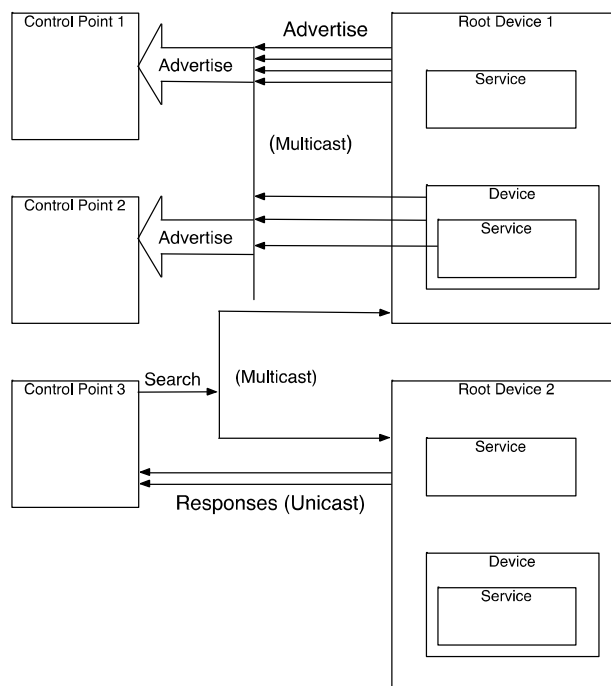 Control Point 1
Advertise
Advertise
Root Device 1
Service
(Multicast)
Control Point 2
Advertise
Device
Service
Control Point 3
Search
(Multicast)
Root Device 2
Service
Responses (Unicast)
Device
Service